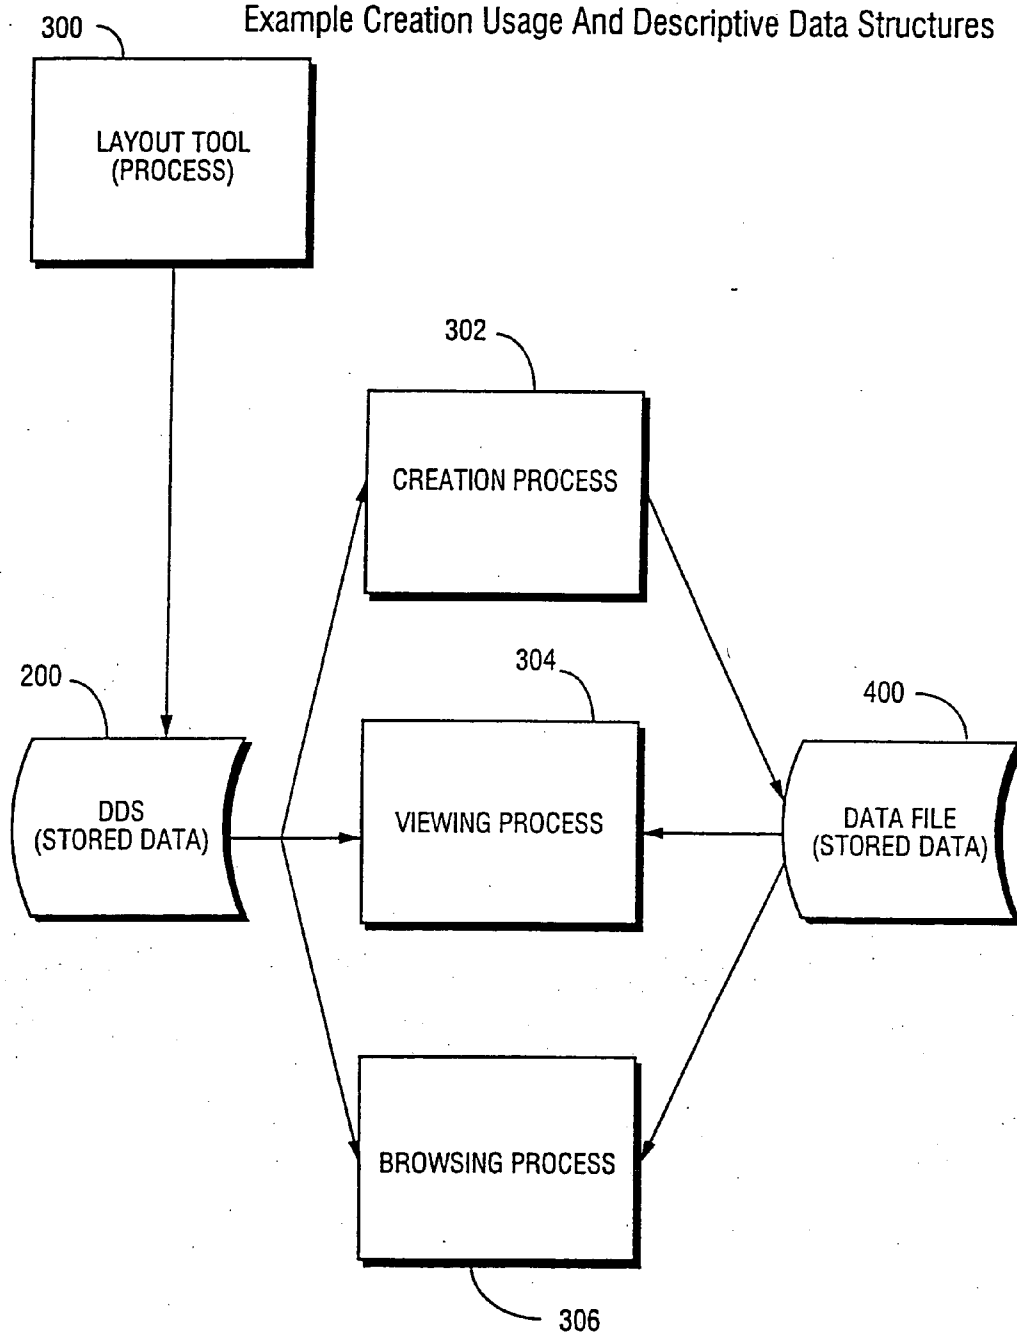 Example Creation Usage And Descriptive Data Structures
300
LAYOUT TOOL
(PROCESS)
302
CREATION PROCESS
304
200
400
DDS
(STORED DATA)
VIEWING PROCESS
DATA FILE
(STORED DATA)
BROWSING PROCESS
306